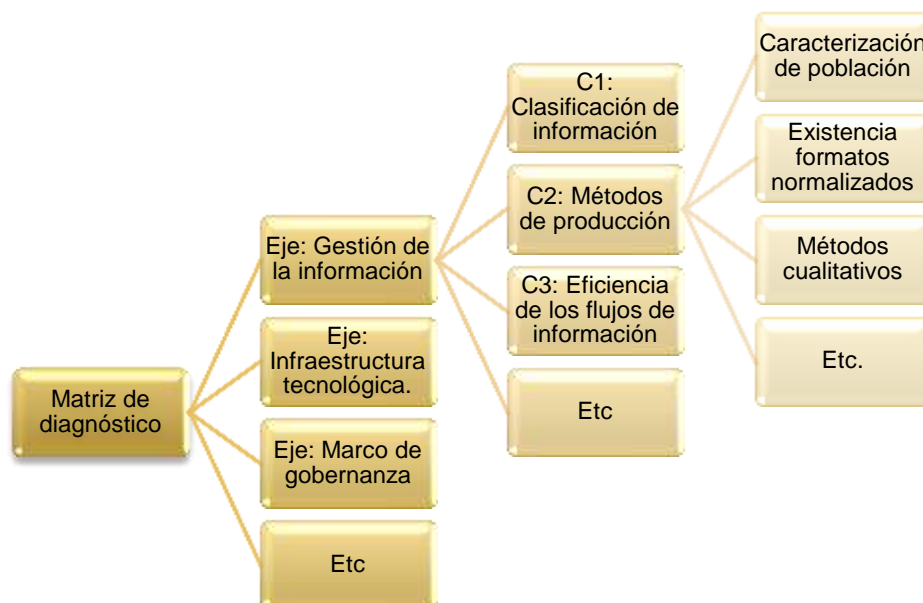 Matriz de
diagnóstico
Eje: Gestión de
la información
Eje:
Infraestructura
tecnológica.
Eje: Marco de
gobernanza
Etc
C1:
Clasificación de
información
C2: Métodos
de producción
C3: Eficiencia
de los flujos de
información
Etc
Caracterización
de población
Existencia
formatos
normalizados
Métodos
cualitativos
Etc.